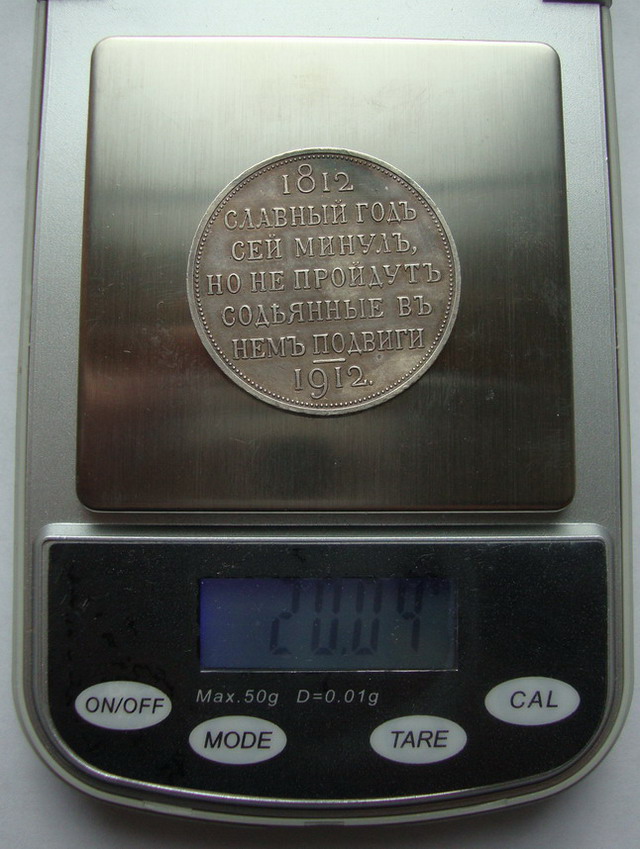 1812
СЛАВНЫЙ ГОДЪ
СЕЙ МИНУЛЪ,
НО НЕ ПРОЙДУТЪ
СОДѢЯННЫЕ ВЪ
НЕМЪ ПОДВИГИ
1912.
20.04
Max.50g D=0.01g
ON/OFF
MODE
TARE
CAL